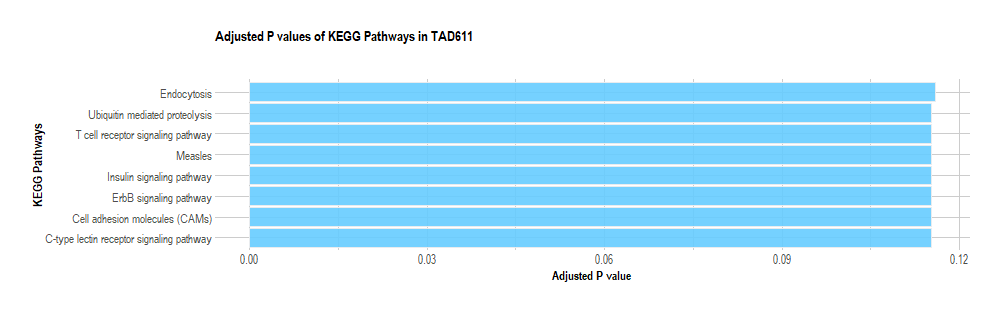 Adjusted P values of KEGG Pathways in TAD611
KEGG Pathways
Endocytosis
Ubiquitin mediated proteolysis
T cell receptor signaling pathway
Measles
Insulin signaling pathway
ErbB signaling pathway
Cell adhesion molecules (CAMs)
C-type lectin receptor signaling pathway
0.00 0.03 0.06 0.09 0.12
Adjusted P value